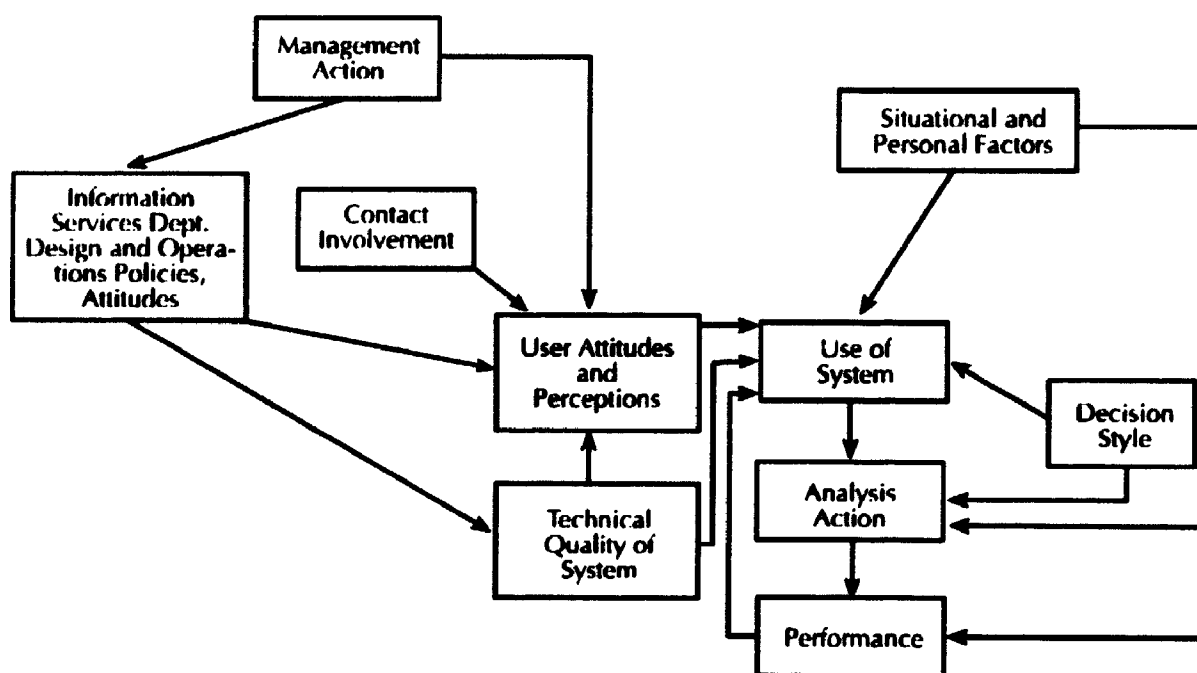 Management
Action
Situational and
Personal Factors
Information
Services Dept.
Design and Opera-
tions Policies,
Attitudes
Contact
Involvement
User Attitudes
and
Perceptions
Use of
System
Decision
Style
Technical
Quality of
System
Analysis
Action
Performance